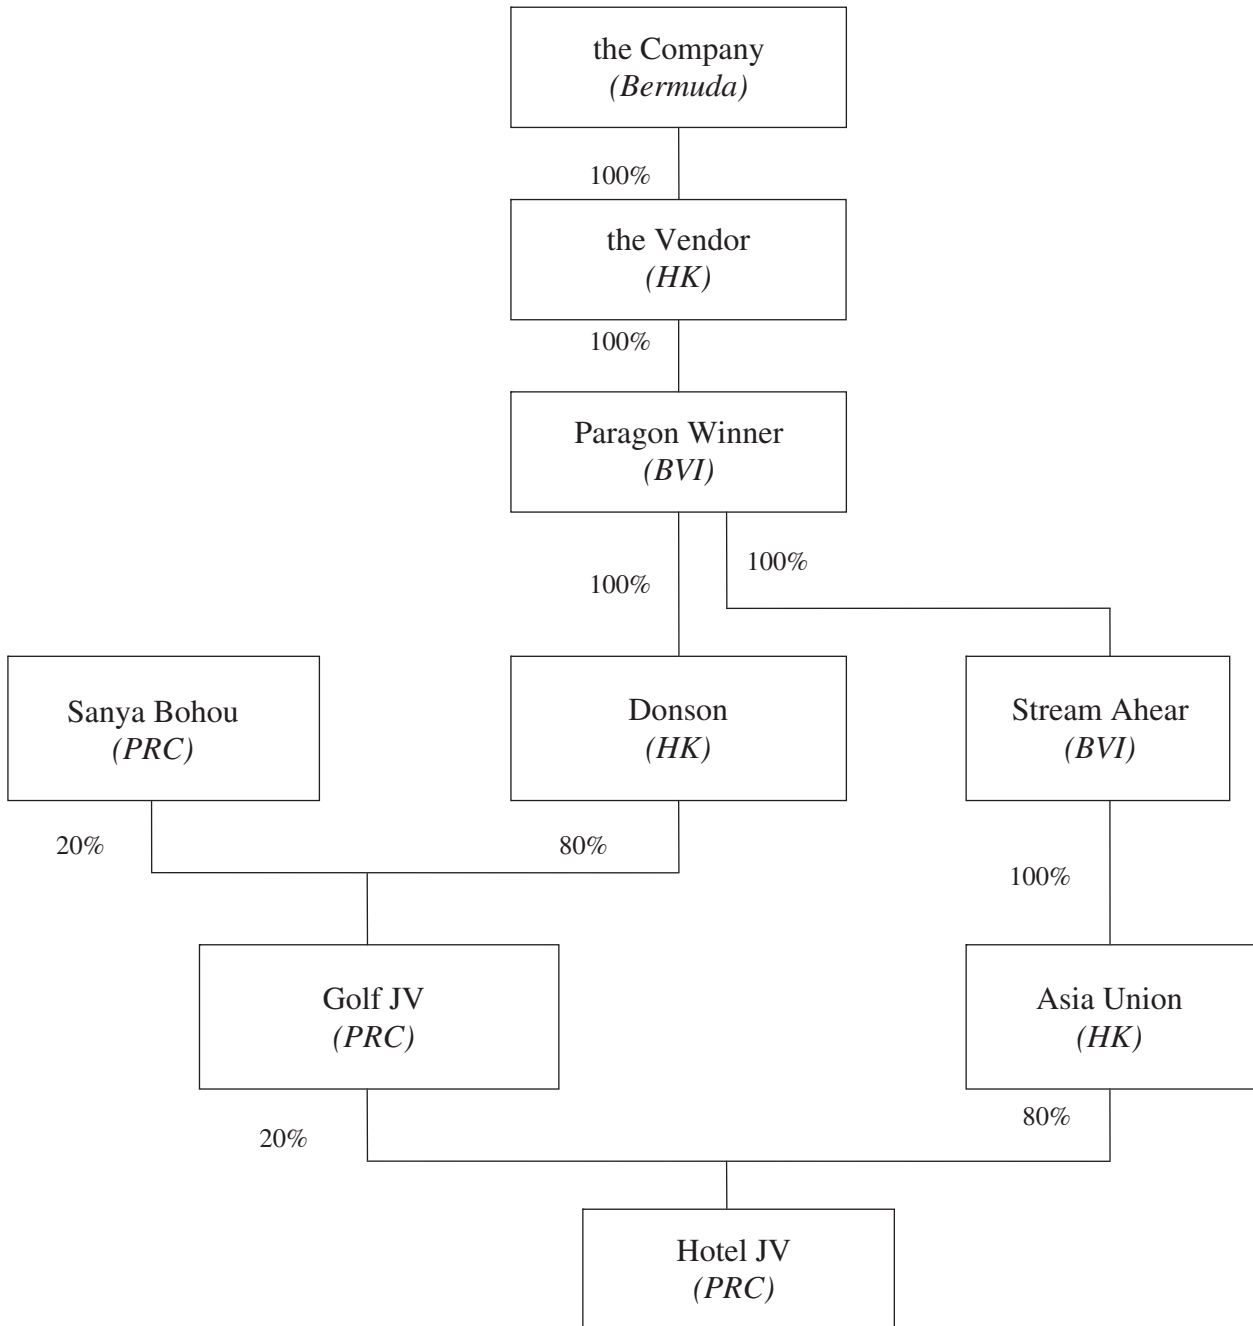 the Company
(Bermuda)
100%
the Vendor
(HK)
100%
Paragon Winner
(BVI)
100%
100%
Sanya Bohou
(PRC)
Donson
(HK)
Stream Ahear
(BVI)
20%
80%
100%
Golf JV
(PRC)
Asia Union
(HK)
20%
80%
Hotel JV
(PRC)